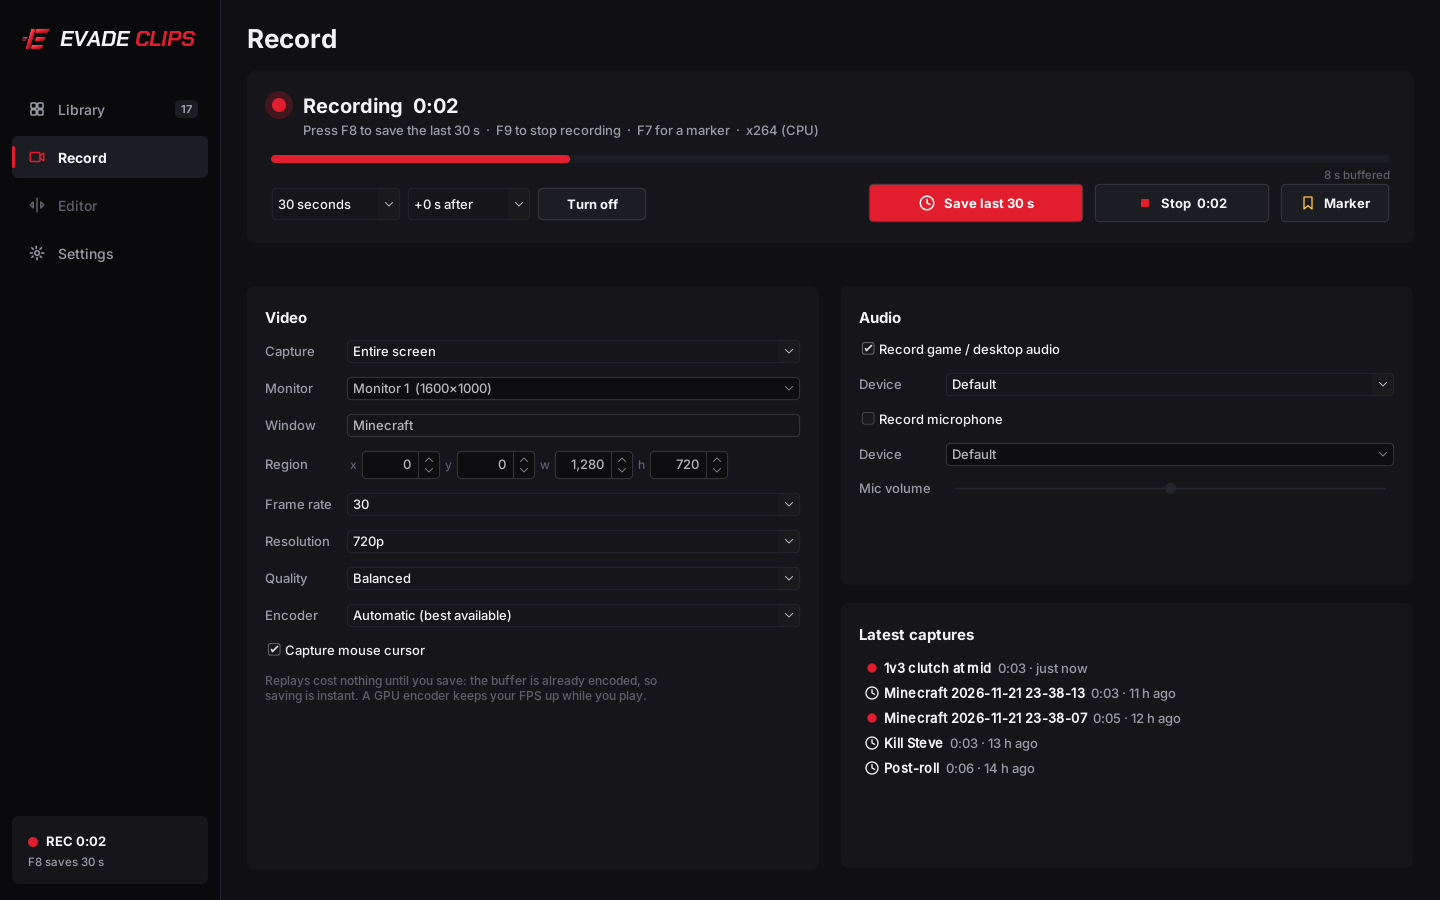 EVADE CLIPS
Library 17
Record
Editor
Settings
REC 0:02
F8 saves 30 s
Record
Recording 0:02
Press F8 to save the last 30 s · F9 to stop recording · F7 for a marker · x264 (CPU)
8 s buffered
30 seconds +0 s after Turn off Save last 30 s Stop 0:02 Marker
Video
Capture Entire screen
Monitor Monitor 1 (1600×1000)
Window Minecraft
Region x 0 y 0 w 1,280 h 720
Frame rate 30
Resolution 720p
Quality Balanced
Encoder Automatic (best available)
Capture mouse cursor
Replays cost nothing until you save: the buffer is already encoded, so
saving is instant. A GPU encoder keeps your FPS up while you play.
Audio
Record game / desktop audio
Device Default
Record microphone
Device Default
Mic volume
Latest captures
1v3 clutch at mid 0:03 · just now
Minecraft 2026-11-21 23-38-13 0:03 · 11 h ago
Minecraft 2026-11-21 23-38-07 0:05 · 12 h ago
Kill Steve 0:03 · 13 h ago
Post-roll 0:06 · 14 h ago